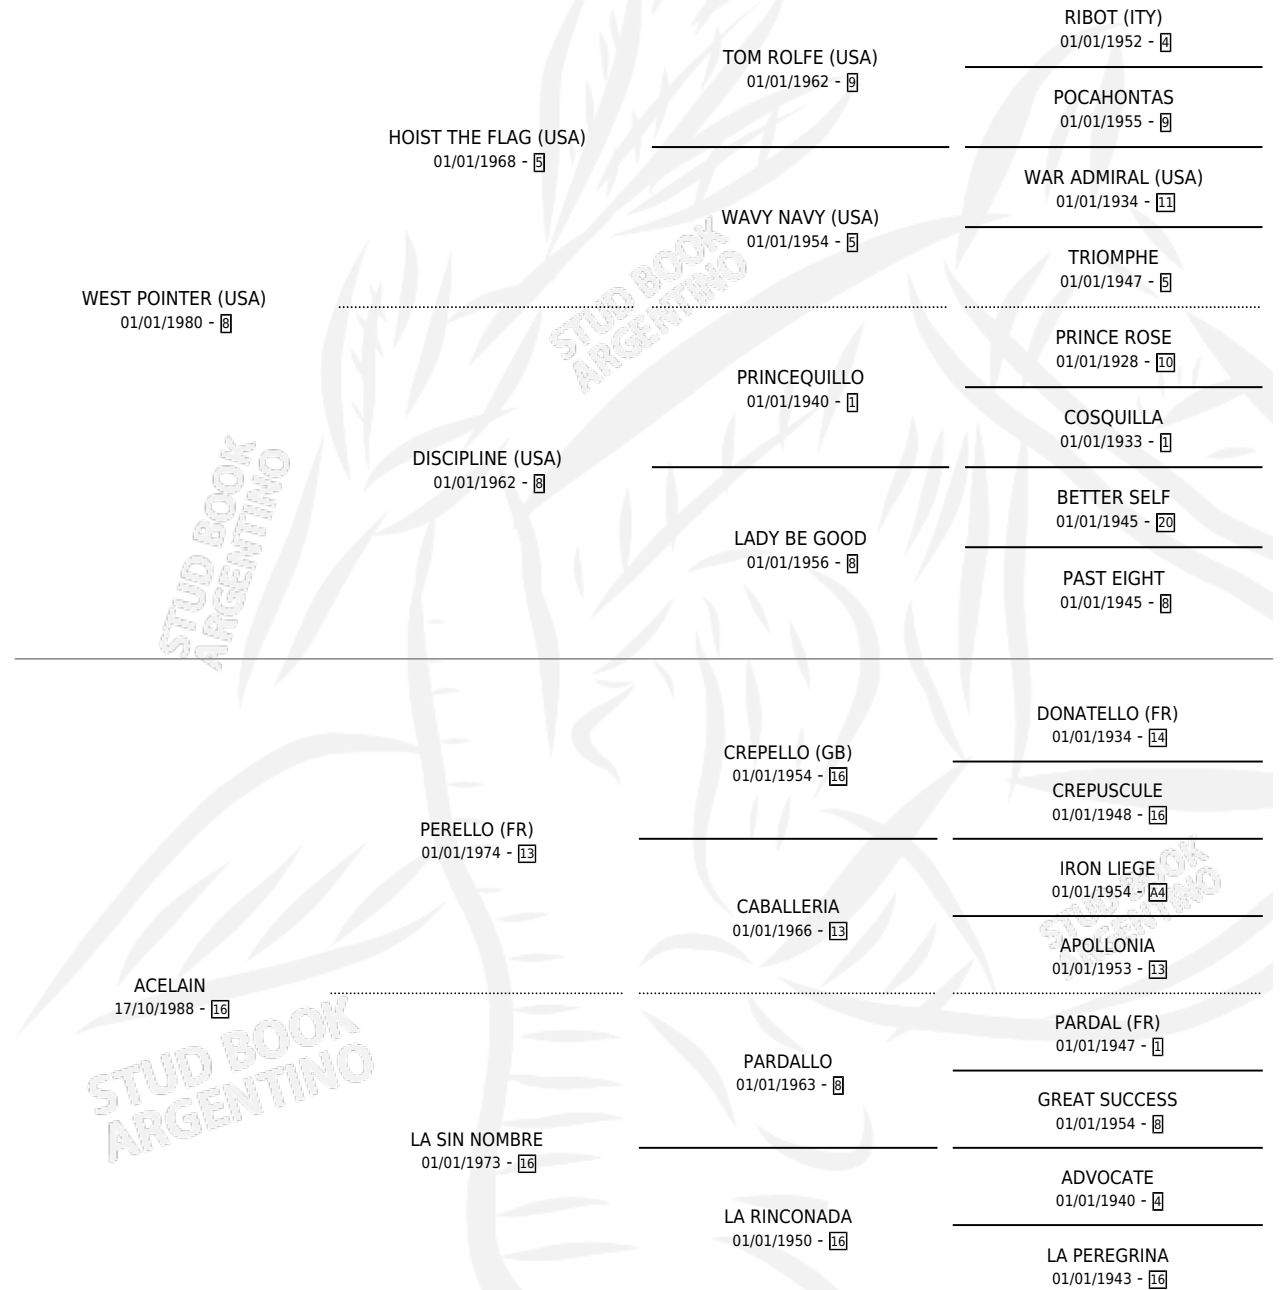 RIBOT (ITY)
01/01/1952 - 4
TOM ROLFE (USA)
01/01/1962 - 9
POCAHONTAS
01/01/1955 - 9
HOIST THE FLAG (USA)
01/01/1968 - 5
WAR ADMIRAL (USA)
01/01/1934 - 11
WAVY NAVY (USA)
01/01/1954 - 5
TRIOMPHE
01/01/1947 - 5
WEST POINTER (USA)
01/01/1980 - 8
PRINCE ROSE
01/01/1928 - 10
PRINCEQUILLO
01/01/1940 - 1
COSQUILLA
01/01/1933 - 1
DISCIPLINE (USA)
01/01/1962 - 8
BETTER SELF
01/01/1945 - 20
LADY BE GOOD
01/01/1956 - 8
PAST EIGHT
01/01/1945 - 8
DONATELLO (FR)
01/01/1934 - 14
CREPELLO (GB)
01/01/1954 - 16
CREPUSCULE
01/01/1948 - 16
PERELLO (FR)
01/01/1974 - 13
IRON LIEGE
01/01/1954 - A4
CABALLERIA
01/01/1966 - 13
APOLLONIA
01/01/1953 - 13
ACELAIN
17/10/1988 - 16
PARDAL (FR)
01/01/1947 - 1
PARDALLO
01/01/1963 - 8
GREAT SUCCESS
01/01/1954 - 8
LA SIN NOMBRE
01/01/1973 - 16
ADVOCATE
01/01/1940 - 4
LA RINCONADA
01/01/1950 - 16
LA PEREGRINA
01/01/1943 - 16
STUD BOOK
ARGENTINO
STUD BOOK
ARGENTINO
STUD BOOK
ARGENTINO
STUD BOOK
ARGENTINO